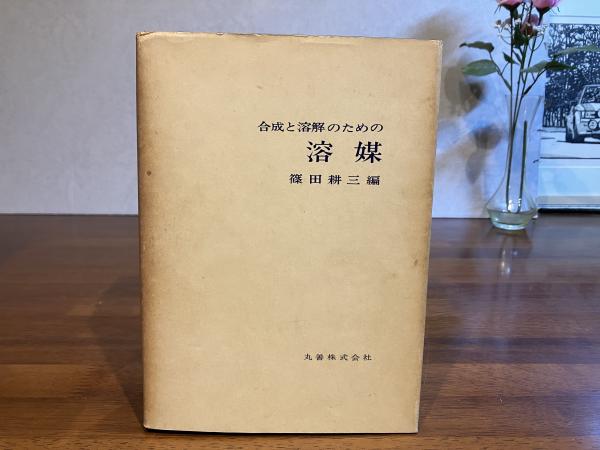 合成と溶解のための
溶媒
篠田耕三編
丸善株式会社